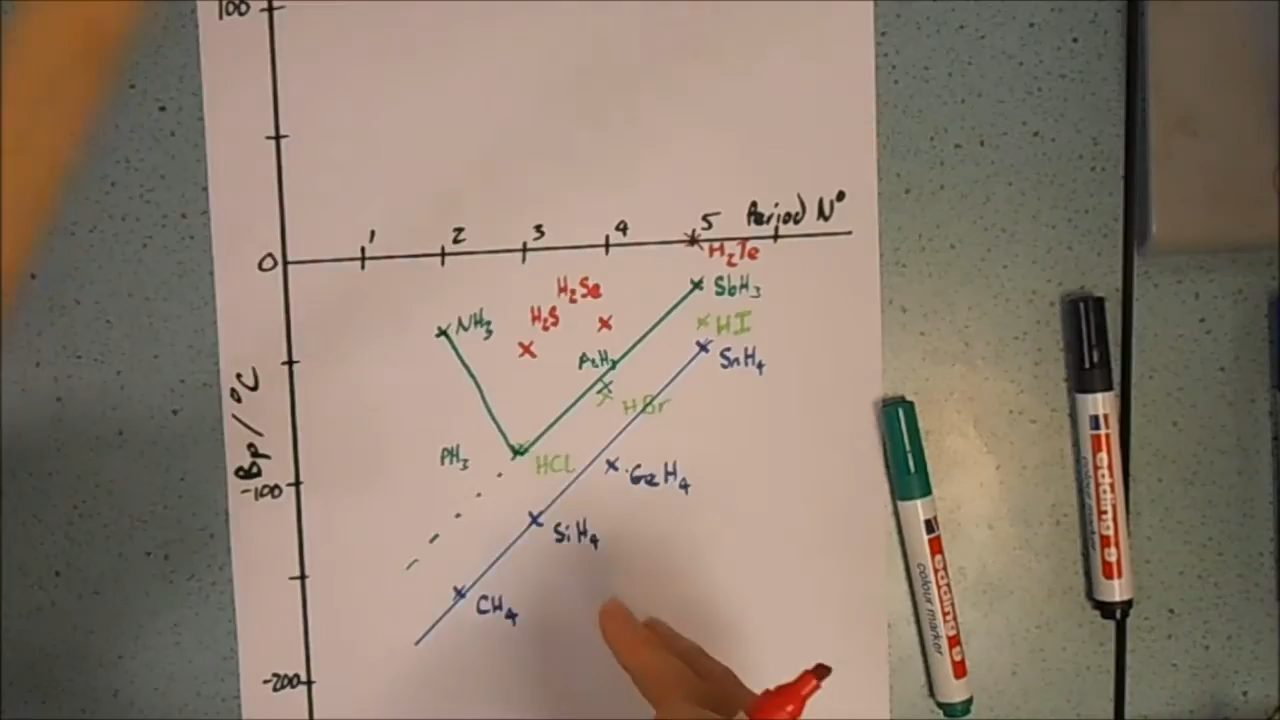 100
1 2 3 4 5 Period Nº
0
H₂Te
H₂Se
SbH₃
H₂S
NH₃
HI
AsH₃
SnH₄
HBr
Bp/°C
PH₃
HCl
GeH₄
-100
SiH₄
CH₄
-200
edding
colour marker
edding
colour marker